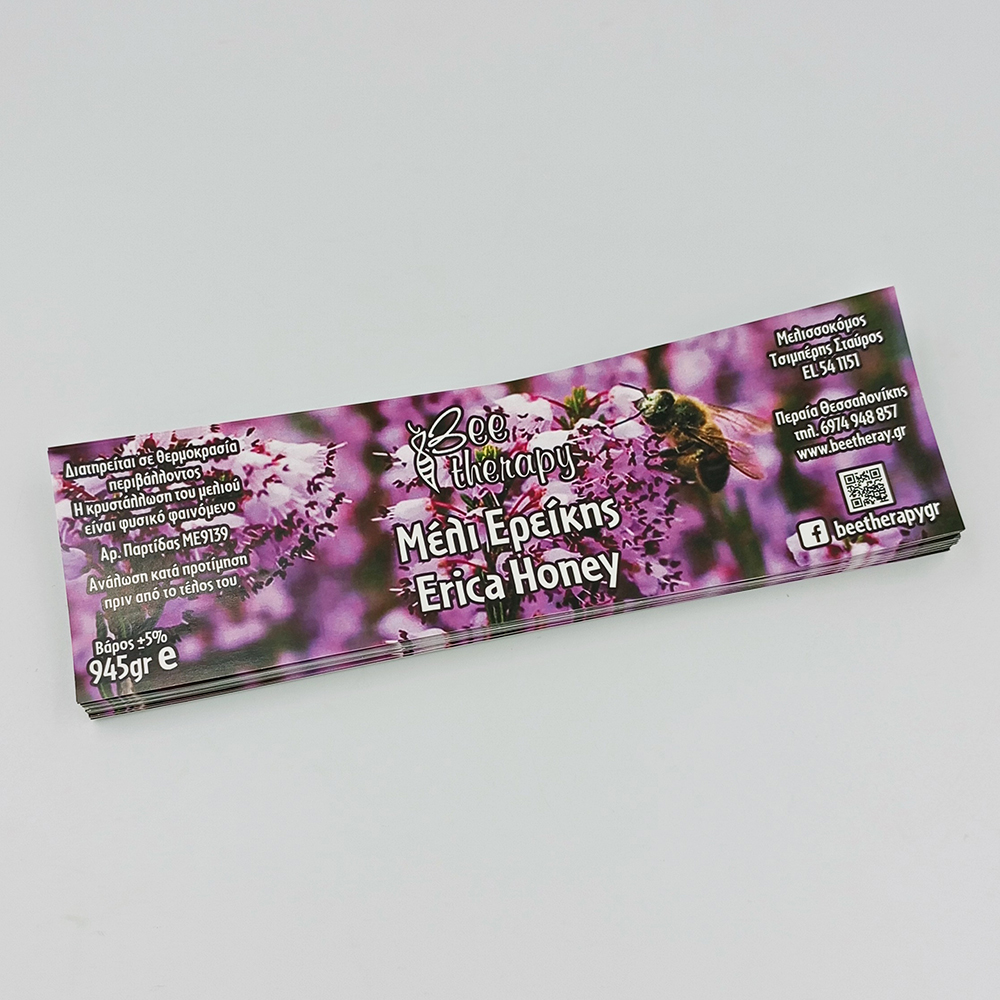 Διατηρείται σε θερμοκρασία
περιβάλλοντος
Η κρυστάλλωση του μελιού
είναι φυσικό φαινόμενο
Αρ. Παρτίδας ΜΕ9139
Ανάλωση κατά προτίμηση
πριν από το τέλος του
Βάρος ±5%
945gr e
Bee
therapy
Μέλι Ερείκης
Erica Honey
Μελισσοκόμος
Τσιμπέρης Σταύρος
EL 54 1151
Περαία Θεσσαλονίκης
τηλ. 6974 948 857
www.beetheray.gr
f beetherapygr